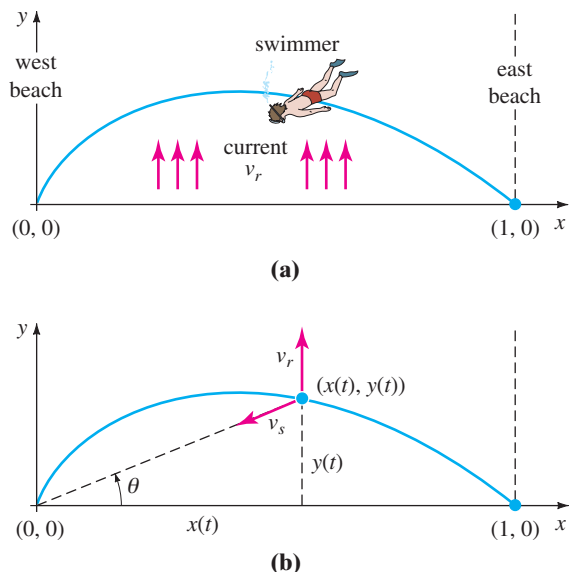 y
west
beach
swimmer
east
beach
current
v_r
(0, 0)
(1, 0)
x
(a)
y
v_r
(x(t), y(t))
v_s
y(t)
θ
(0, 0)
x(t)
(1, 0)
x
(b)